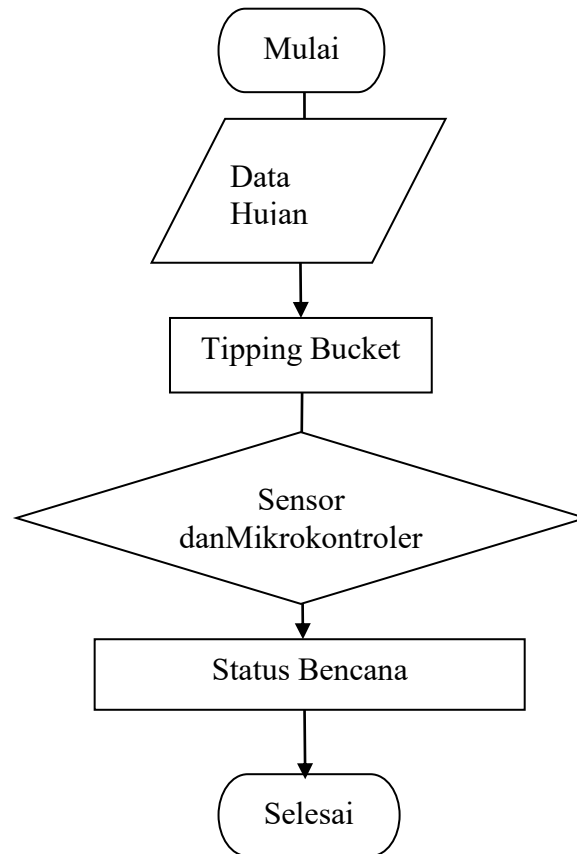 Mulai
Data
Hujan
Tipping Bucket
Sensor
danMikrokontroler
Status Bencana
Selesai